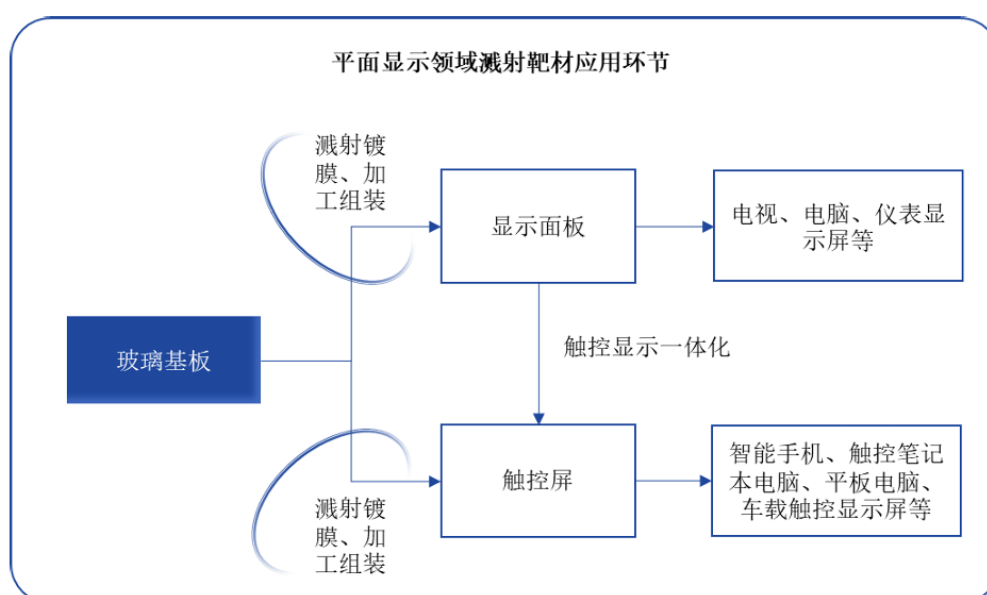 平面显示领域溅射靶材应用环节
溅射镀
膜、加
工组装
显示面板
电视、电脑、仪表显
示屏等
玻璃基板
触控显示一体化
触控屏
智能手机、触控笔记
本电脑、平板电脑、
车载触控显示屏等
溅射镀
膜、加
工组装